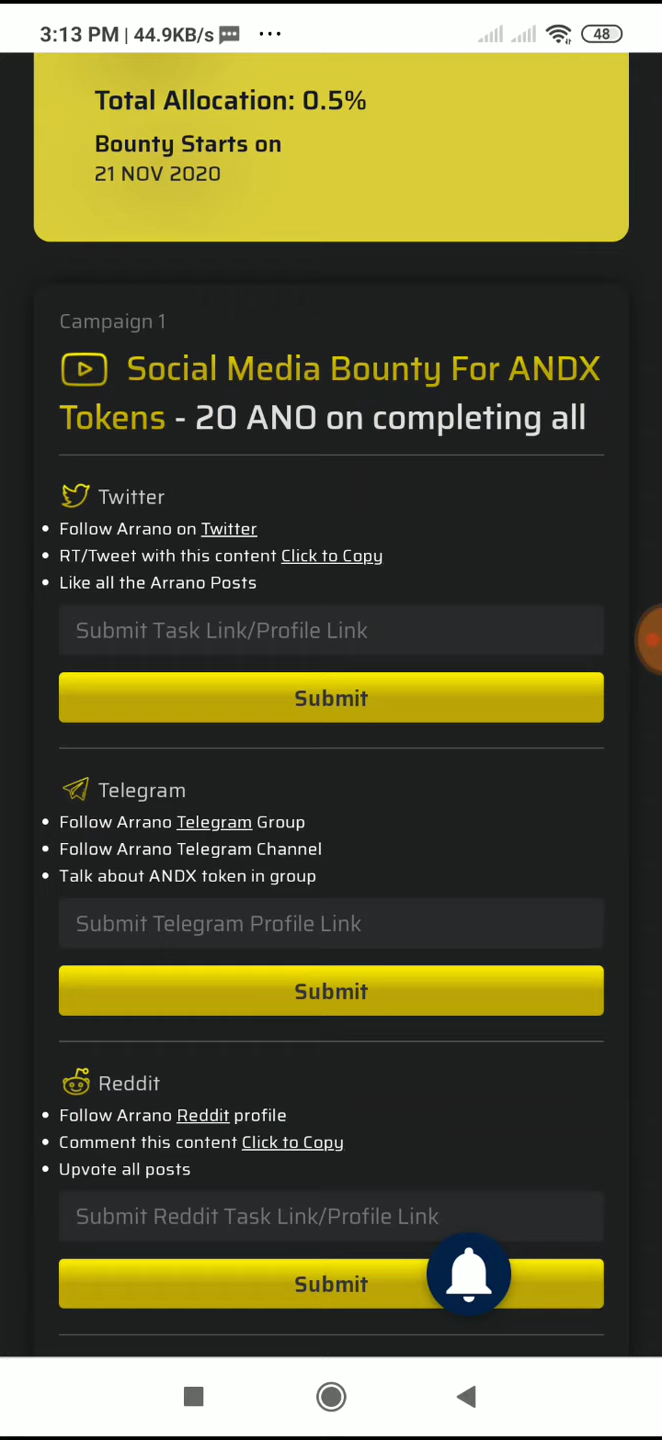 3:13 PM | 44.9KB/s ... 48
Total Allocation: 0.5%
Bounty Starts on
21 NOV 2020
Campaign 1
Social Media Bounty For ANDX
Tokens - 20 ANO on completing all
Twitter
• Follow Arrano on Twitter
• RT/Tweet with this content Click to Copy
• Like all the Arrano Posts
Submit Task Link/Profile Link
Submit
Telegram
• Follow Arrano Telegram Group
• Follow Arrano Telegram Channel
• Talk about ANDX token in group
Submit Telegram Profile Link
Submit
Reddit
• Follow Arrano Reddit profile
• Comment this content Click to Copy
• Upvote all posts
Submit Reddit Task Link/Profile Link
Submit